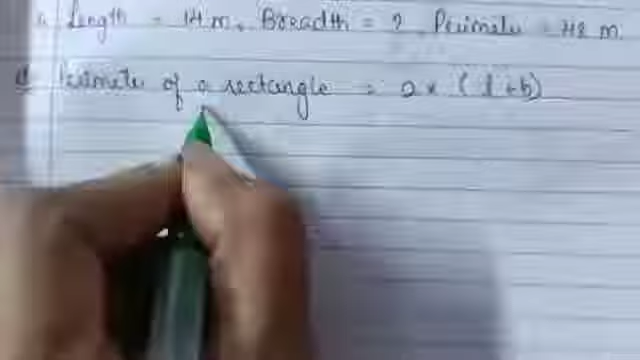 a. Length = 14 m, Breadth = ?, Perimeter = 48 m
Perimeter of a rectangle = 2 × (l+b)